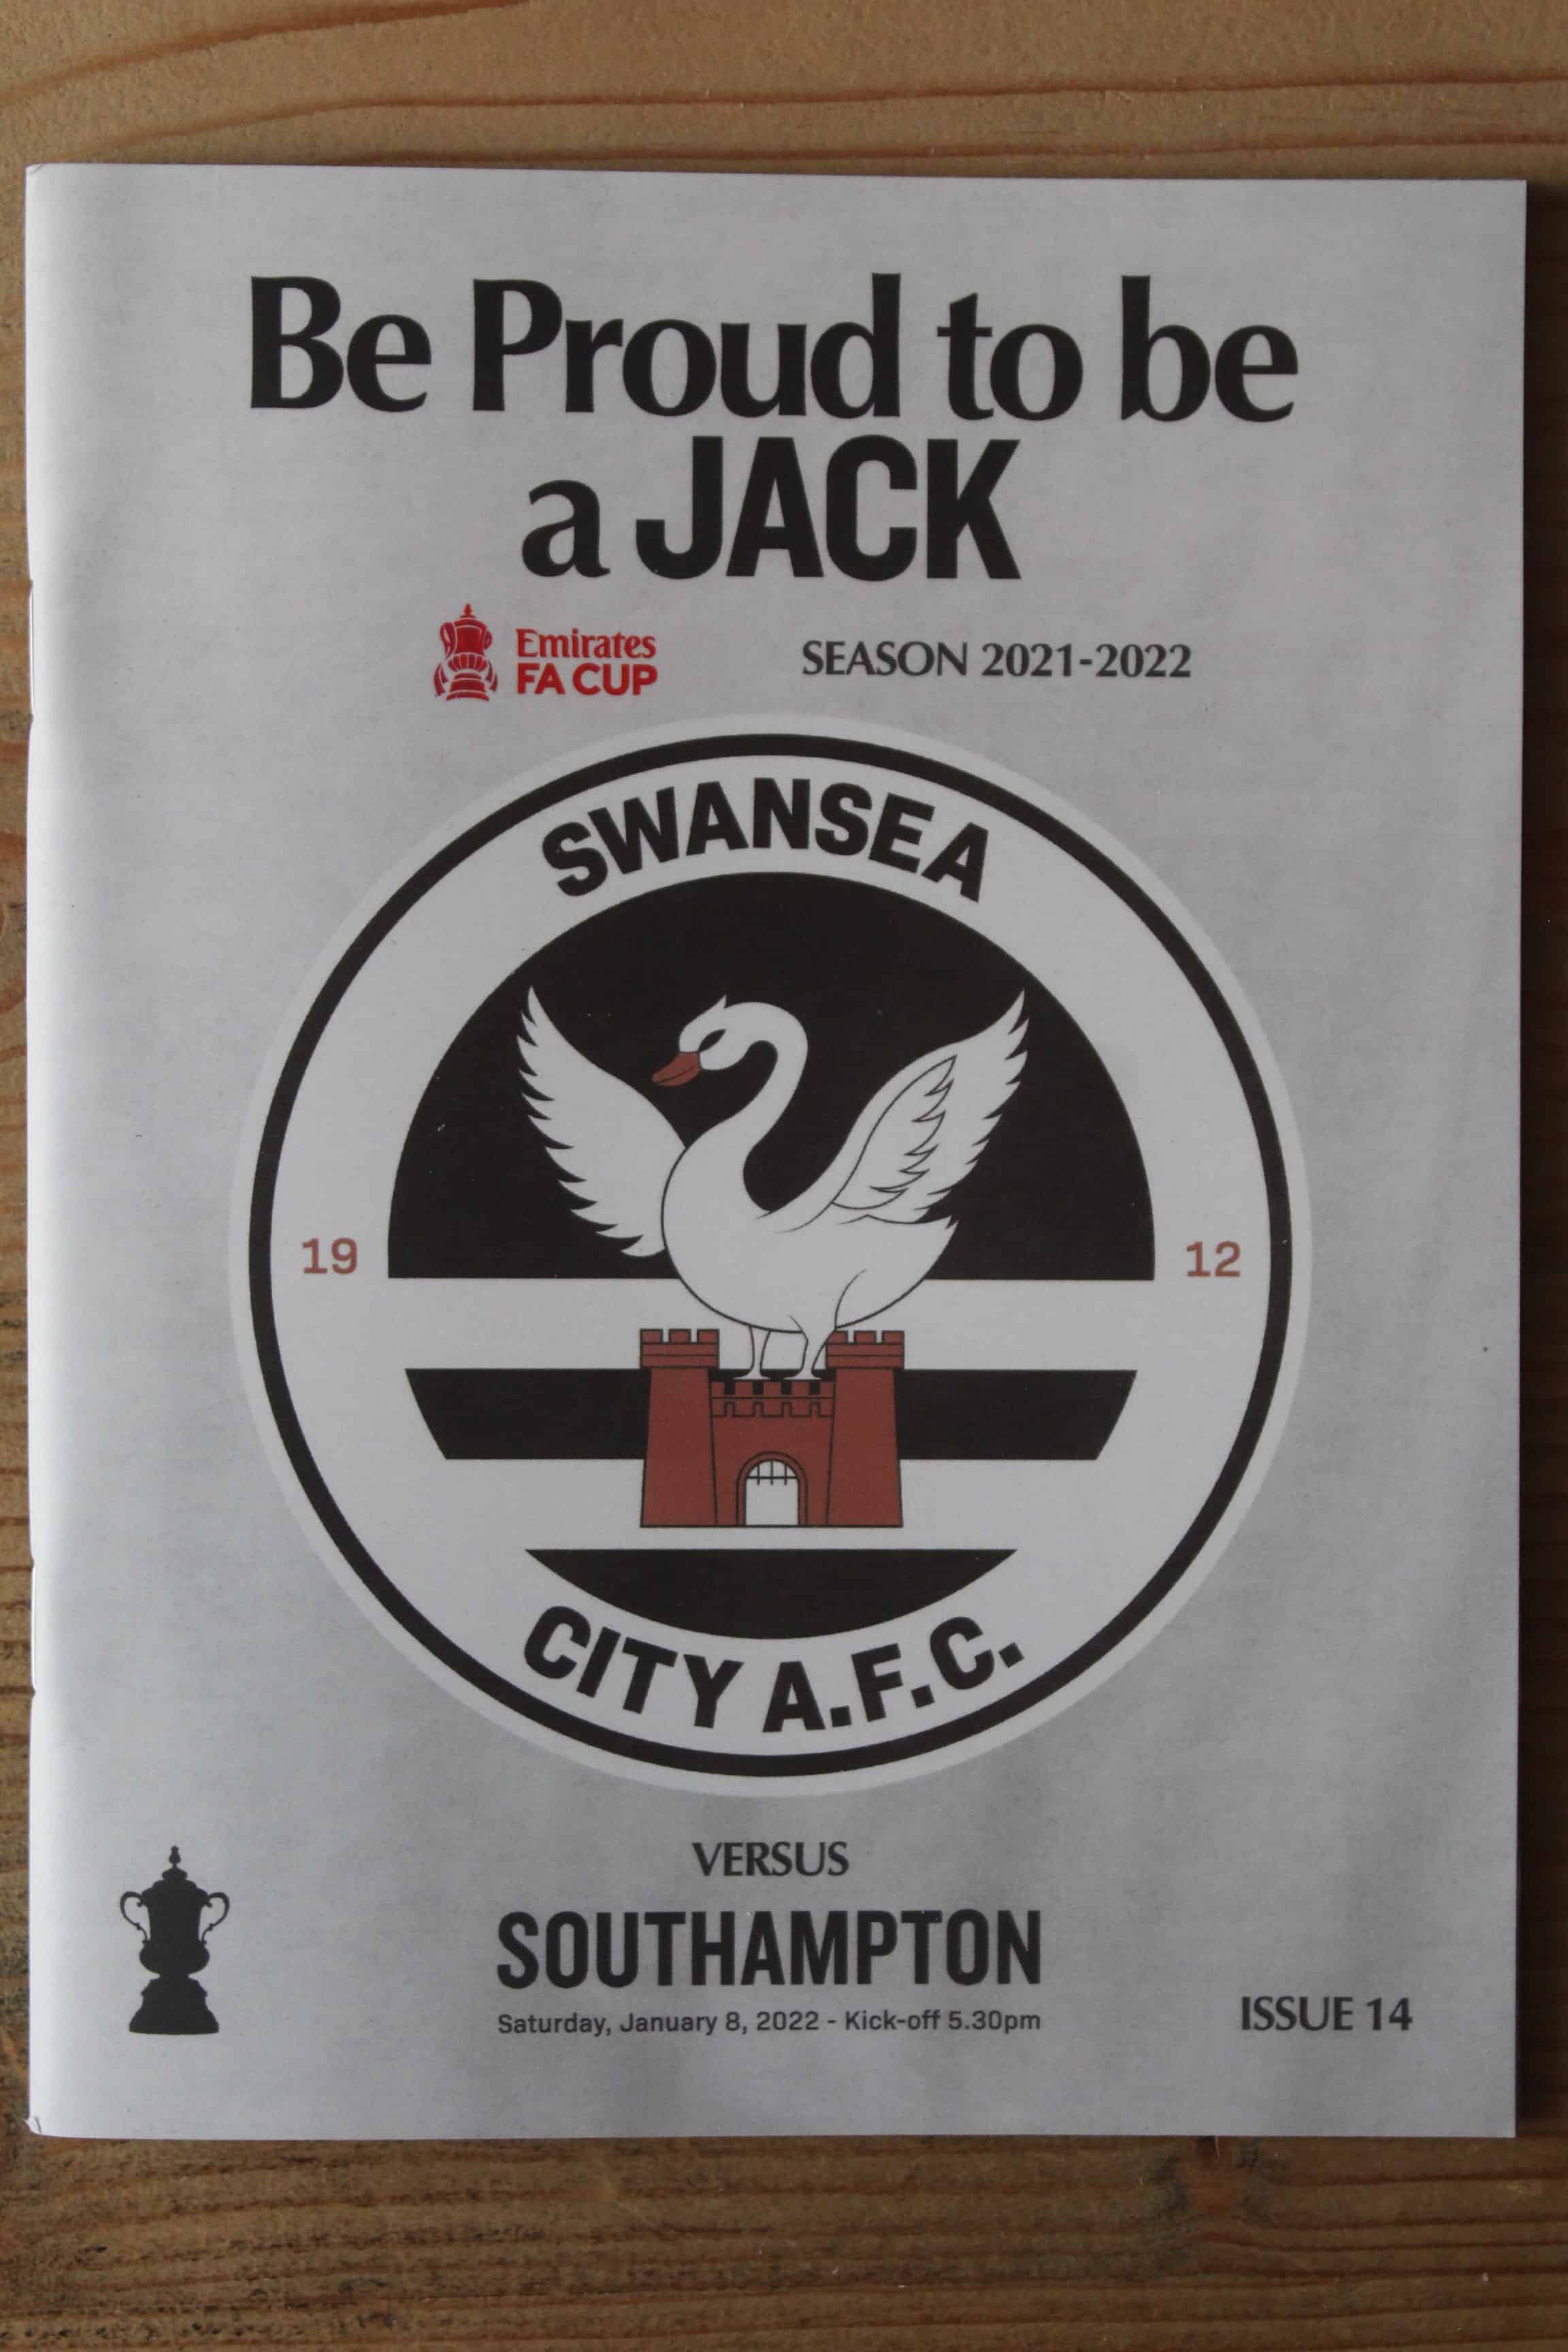 Be Proud to be
a JACK
Emirates
FA CUP
SEASON 2021-2022
SWANSEA
19
12
CITY A.F.C.
VERSUS
SOUTHAMPTON
Saturday, January 8, 2022 - Kick-off 5.30pm
ISSUE 14